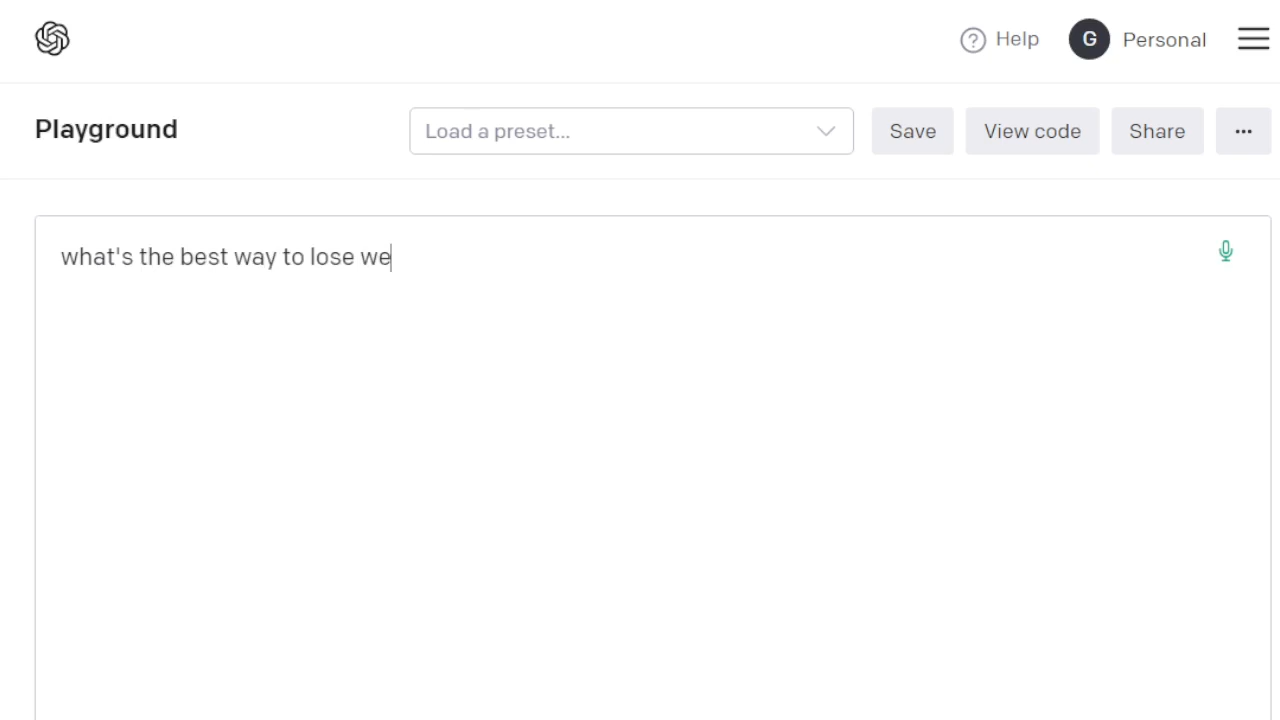 Help
G
Personal
Playground
Load a preset...
Save
View code
Share
...
what's the best way to lose we